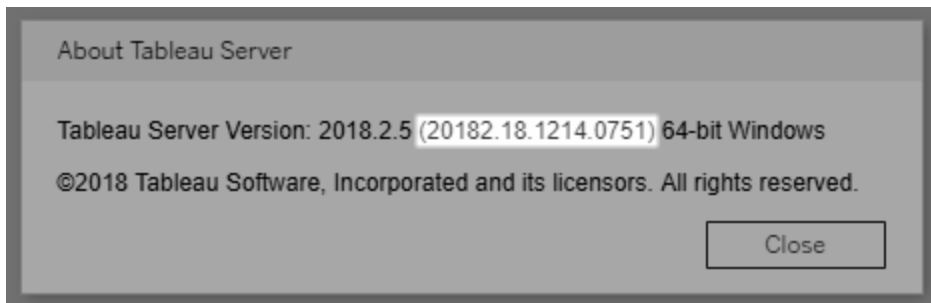 About Tableau Server
Tableau Server Version: 2018.2.5 (20182.18.1214.0751) 64-bit Windows
©2018 Tableau Software, Incorporated and its licensors. All rights reserved.
Close